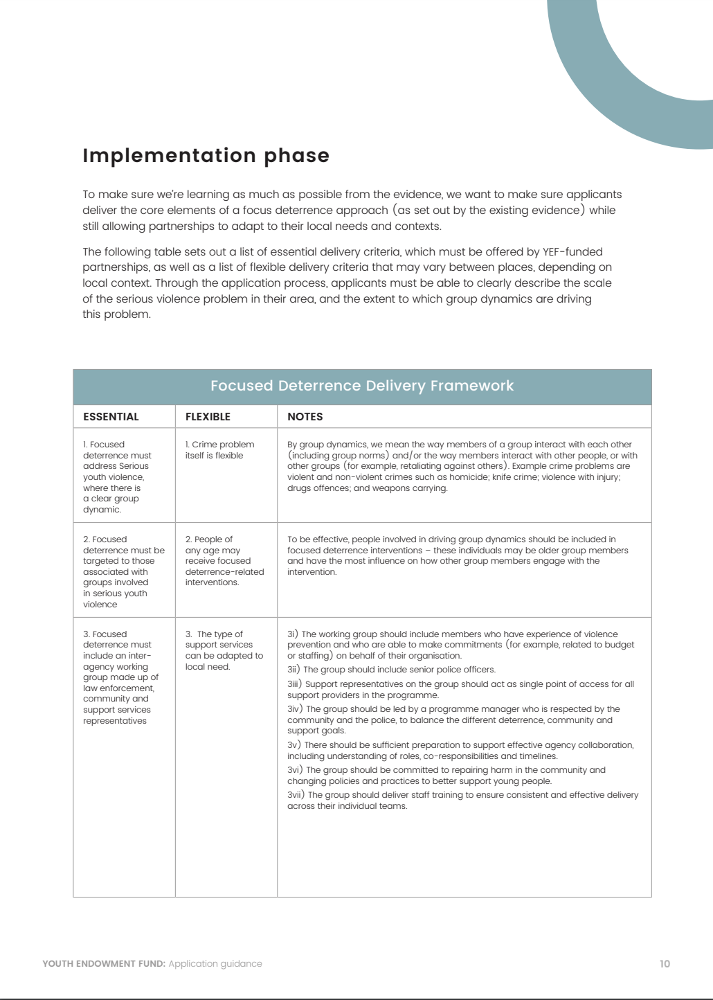 Implementation phase
To make sure we're learning as much as possible from the evidence, we want to make sure applicants
deliver the core elements of a focus deterrence approach (as set out by the existing evidence) while
still allowing partnerships to adapt to their local needs and contexts.
The following table sets out a list of essential delivery criteria, which must be offered by YEF-funded
partnerships, as well as a list of flexible delivery criteria that may vary between places, depending on
local context. Through the application process, applicants must be able to clearly describe the scale
of the serious violence problem in their area, and the extent to which group dynamics are driving
this problem.
Focused Deterrence Delivery Framework
ESSENTIAL
FLEXIBLE
NOTES
1. Focused
deterrence must
address Serious
youth violence,
where there is
a clear group
dynamic.
1. Crime problem
itself is flexible
By group dynamics, we mean the way members of a group interact with each other
(including group norms) and/or the way members interact with other people, or with
other groups (for example, retaliating against others). Example crime problems are
violent and non-violent crimes such as homicide; knife crime; violence with injury;
drugs offences; and weapons carrying.
2. Focused
deterrence must be
targeted to those
associated with
groups involved
in serious youth
violence
2. People of
any age may
receive focused
deterrence-related
interventions.
To be effective, people involved in driving group dynamics should be included in
focused deterrence interventions – these individuals may be older group members
and have the most influence on how other group members engage with the
intervention.
3. Focused
deterrence must
include an inter-
agency working
group made up of
law enforcement,
community and
support services
representatives
3. The type of
support services
can be adapted to
local need.
3i) The working group should include members who have experience of violence
prevention and who are able to make commitments (for example, related to budget
or staffing) on behalf of their organisation.
3ii) The group should include senior police officers.
3iii) Support representatives on the group should act as single point of access for all
support providers in the programme.
3iv) The group should be led by a programme manager who is respected by the
community and the police, to balance the different deterrence, community and
support goals.
3v) There should be sufficient preparation to support effective agency collaboration,
including understanding of roles, co-responsibilities and timelines.
3vi) The group should be committed to repairing harm in the community and
changing policies and practices to better support young people.
3vii) The group should deliver staff training to ensure consistent and effective delivery
across their individual teams.
YOUTH ENDOWMENT FUND: Application guidance
10